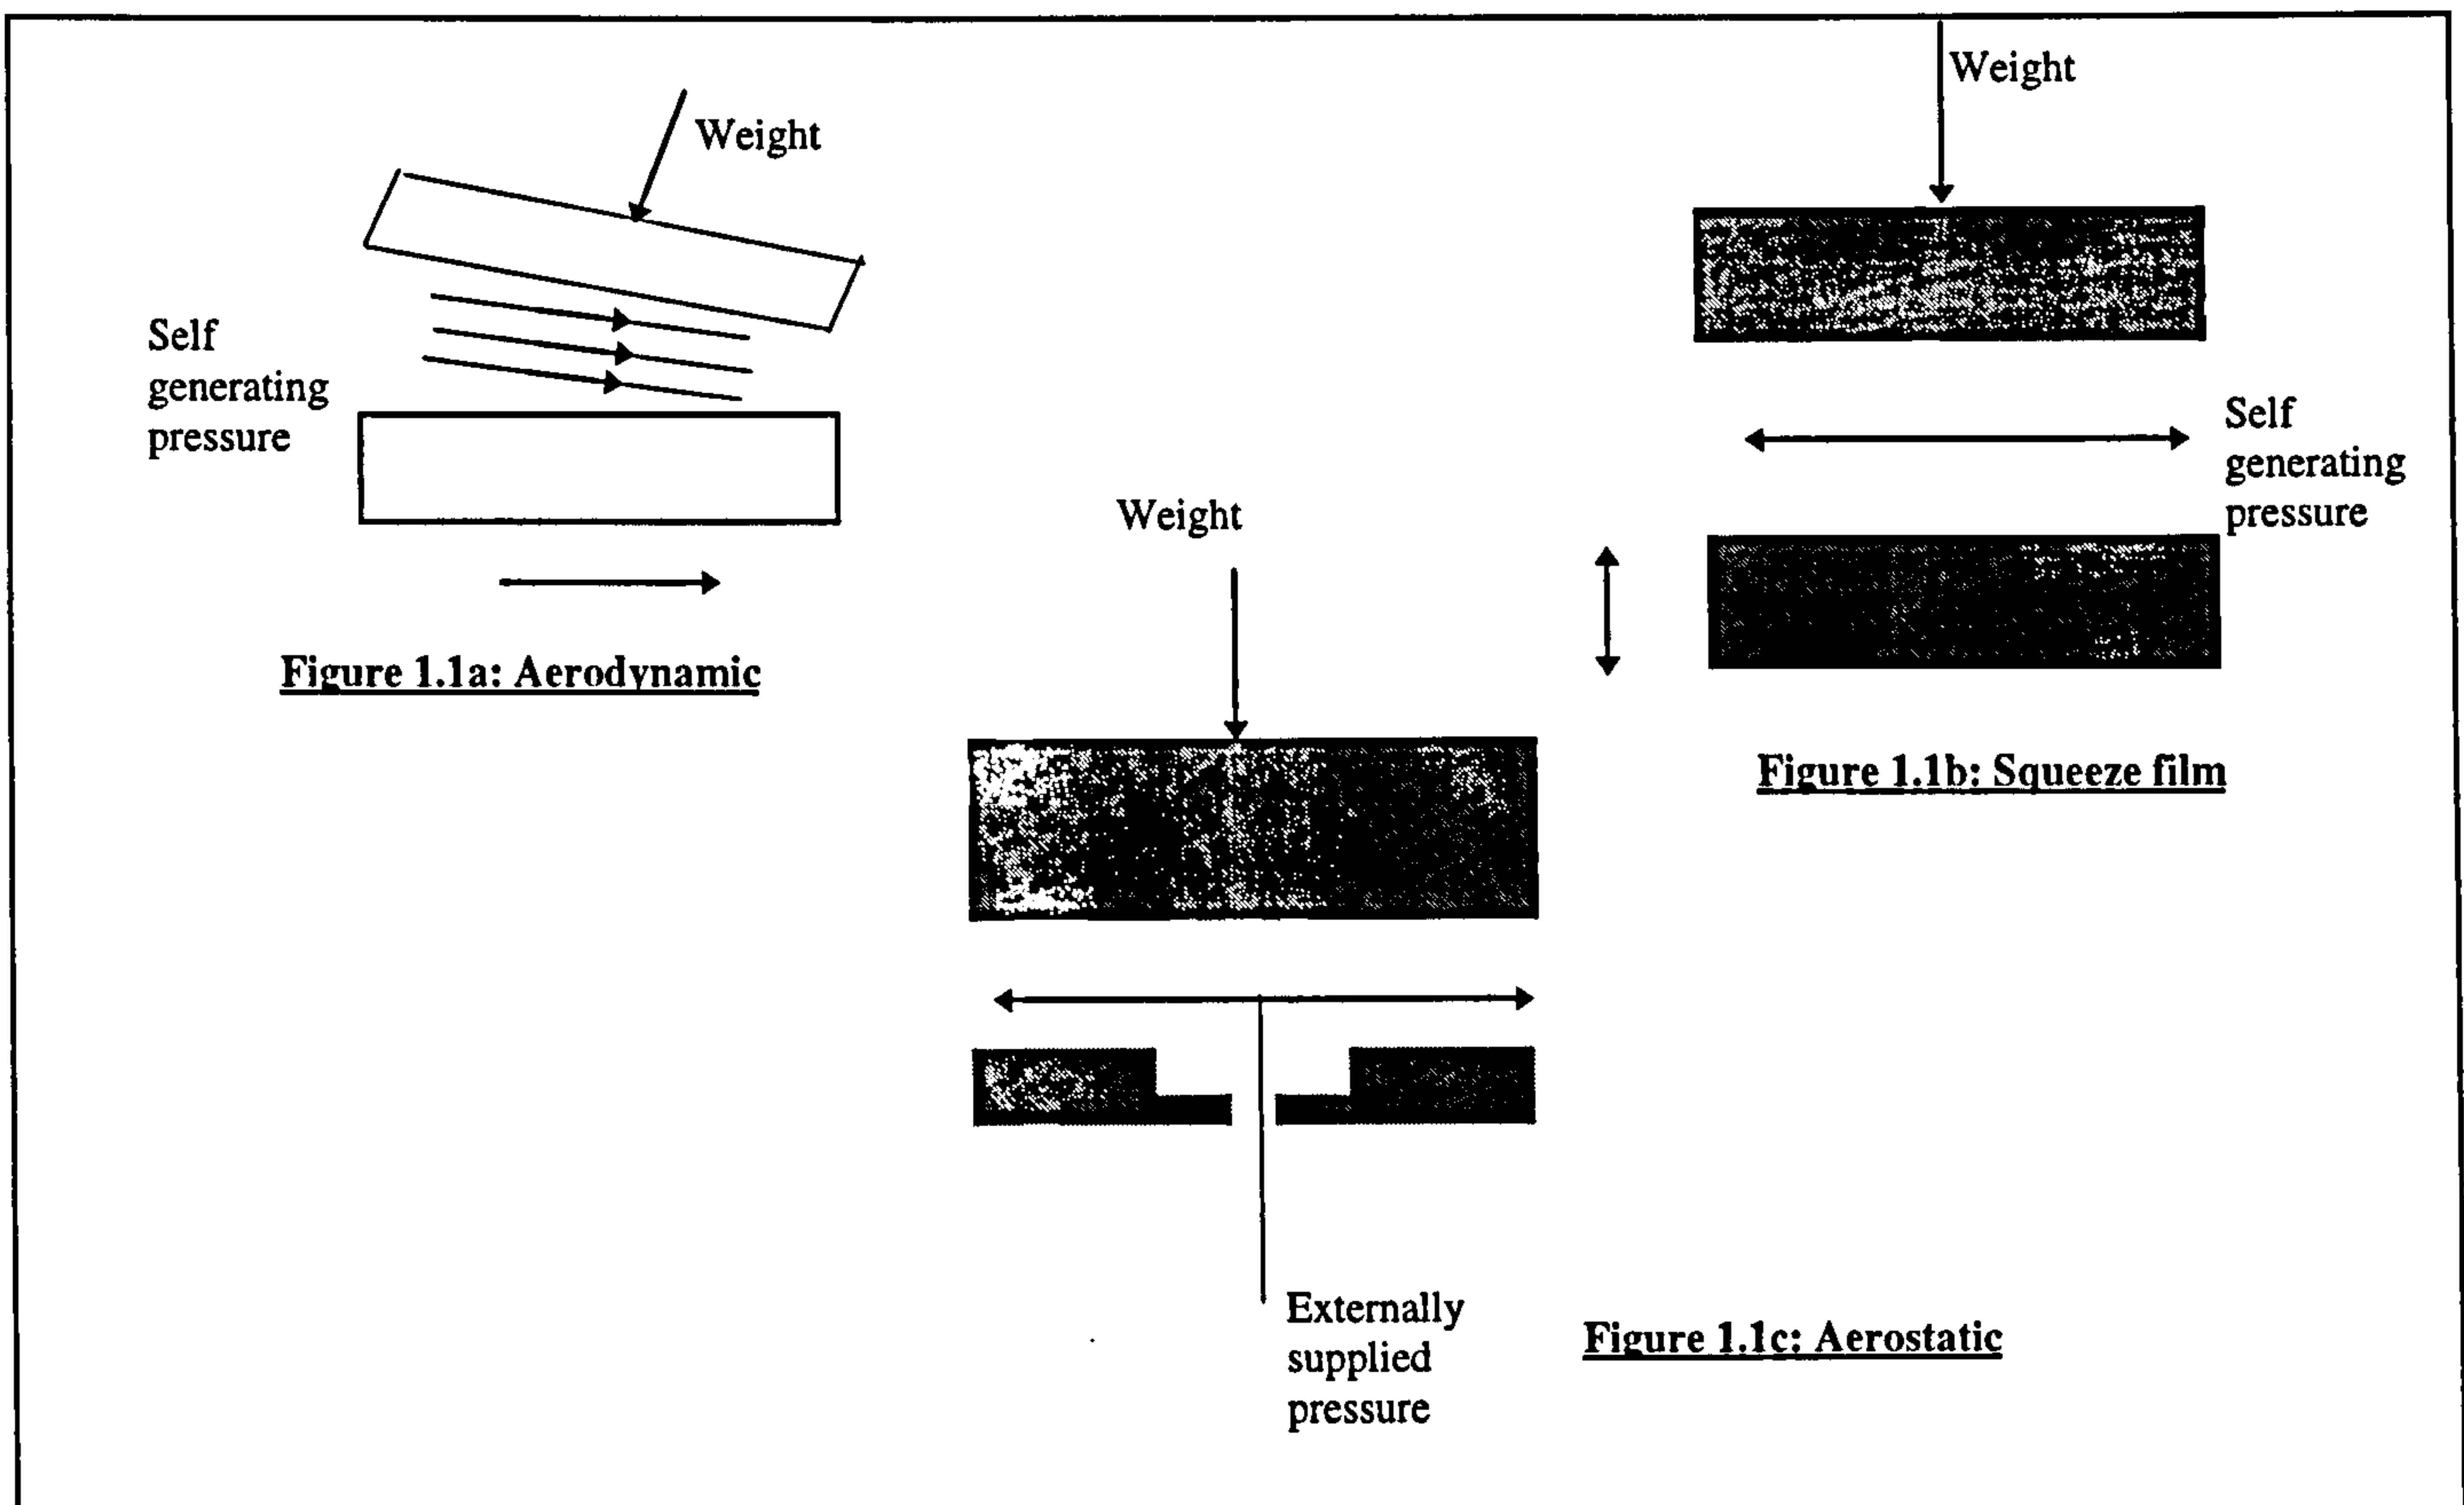 Weight
Self
generating
pressure
Figure 1.1a: Aerodynamic
Weight
Self
generating
pressure
Figure 1.1b: Squeeze film
Weight
Externally
supplied
pressure
Figure 1.1c: Aerostatic